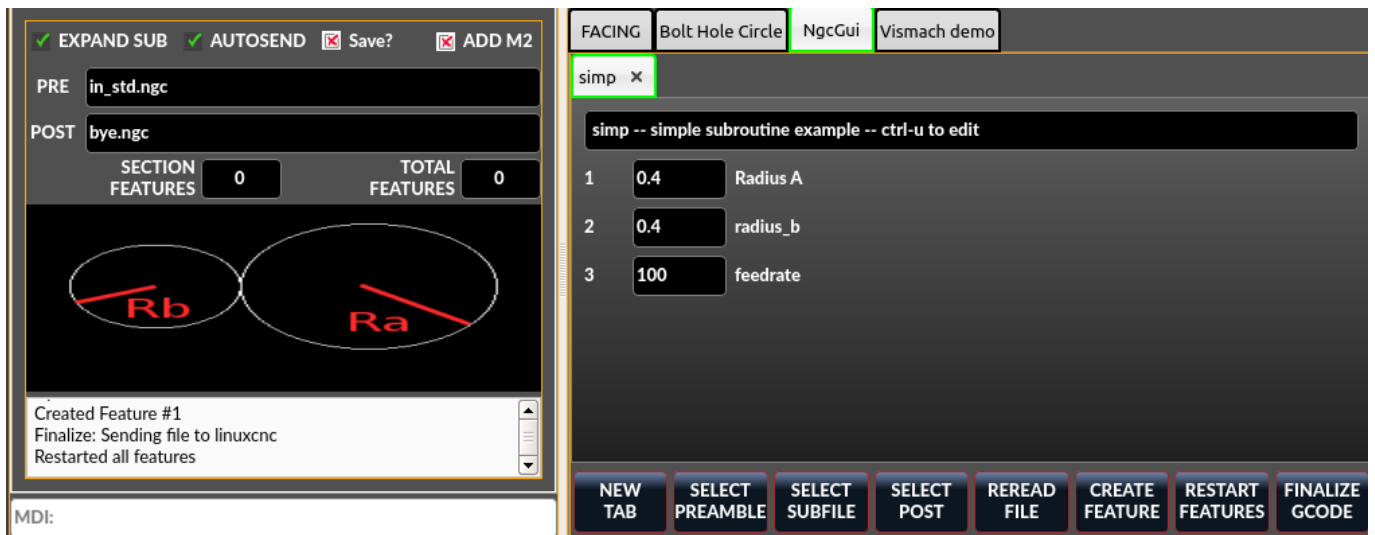 EXPAND SUB AUTOSEND Save? ADD M2
PRE in_std.ngc
POST bye.ngc
SECTION FEATURES 0 TOTAL FEATURES 0
Rb Ra
Created Feature #1
Finalize: Sending file to linuxcnc
Restarted all features
MDI:
FACING Bolt Hole Circle NgcGui Vismach demo
simp ×
simp -- simple subroutine example -- ctrl-u to edit
1 0.4 Radius A
2 0.4 radius_b
3 100 feedrate
NEW TAB SELECT PREAMBLE SELECT SUBFILE SELECT POST REREAD FILE CREATE FEATURE RESTART FEATURES FINALIZE GCODE